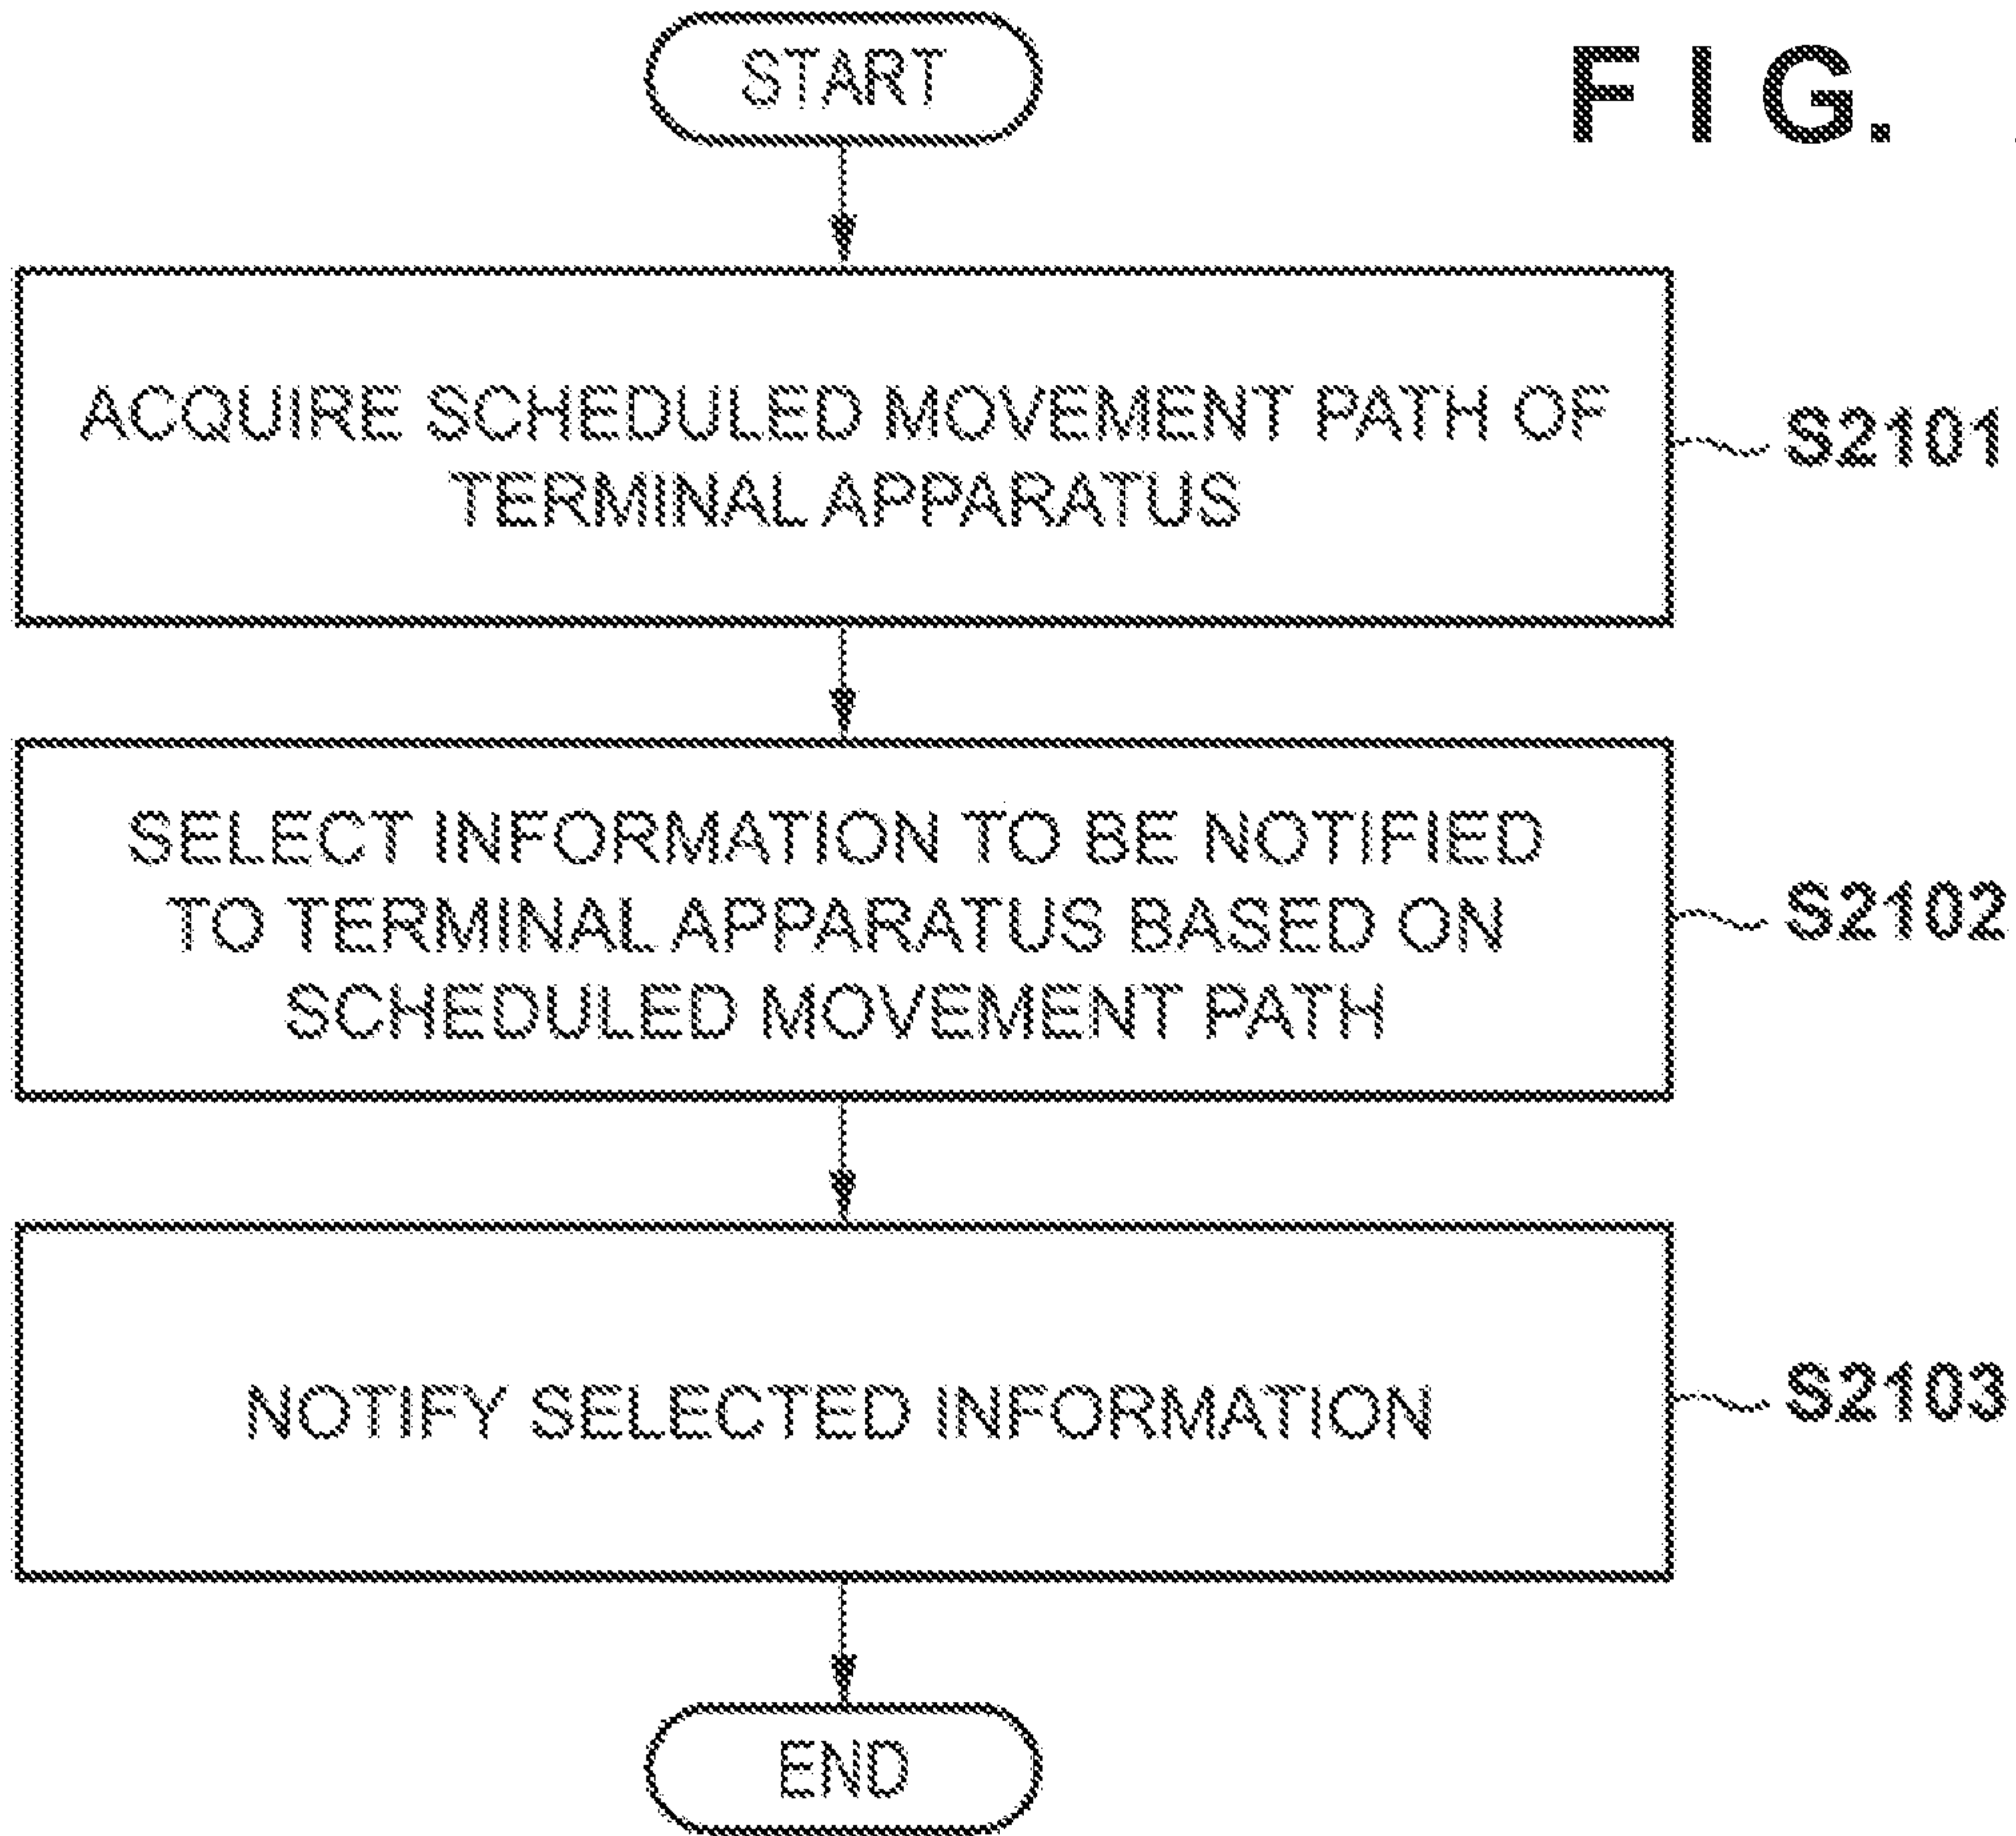 START
F I G.
ACQUIRE SCHEDULED MOVEMENT PATH OF
TERMINAL APPARATUS
S2101
SELECT INFORMATION TO BE NOTIFIED
TO TERMINAL APPARATUS BASED ON
SCHEDULED MOVEMENT PATH
S2102
NOTIFY SELECTED INFORMATION
S2103
END